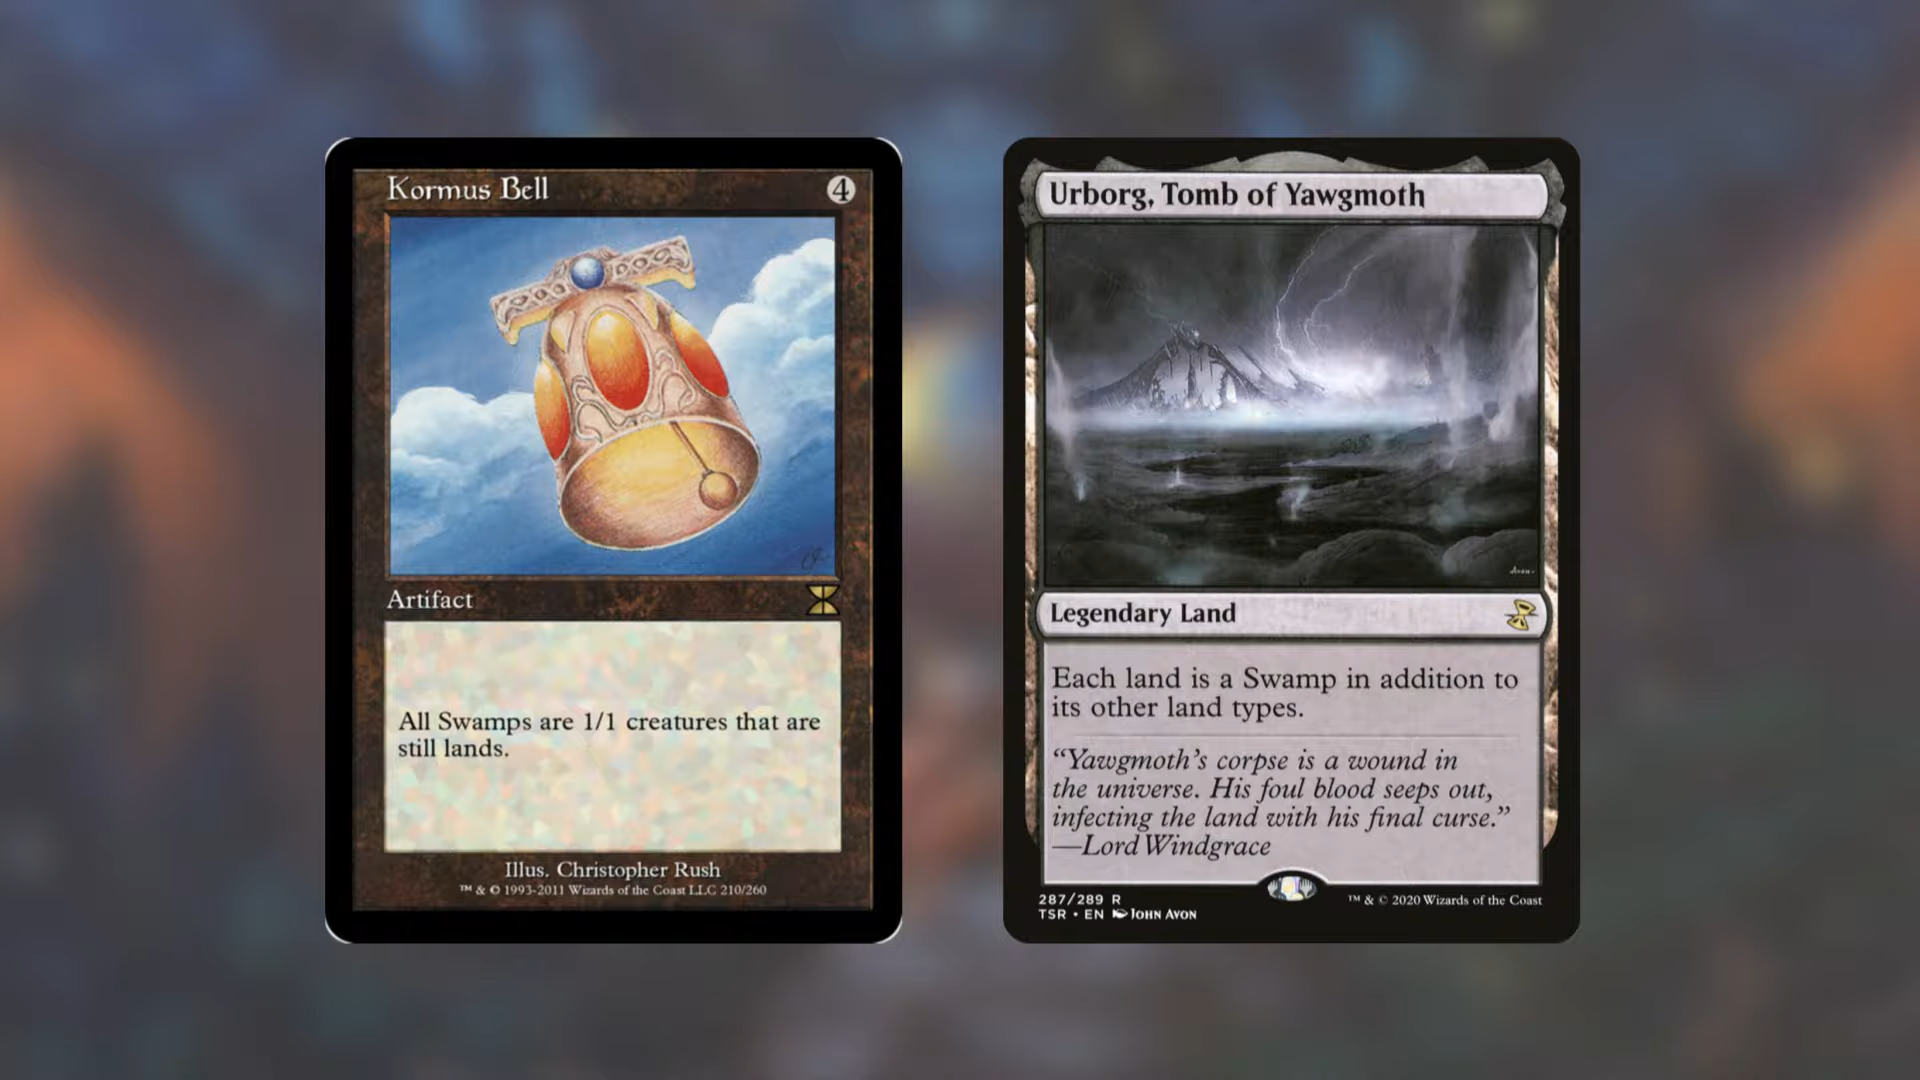 Kormus Bell
4
Artifact
All Swamps are 1/1 creatures that are
still lands.
Illus. Christopher Rush
™ & © 1993-2011 Wizards of the Coast LLC 210/260
Urborg, Tomb of Yawgmoth
Avon
Legendary Land
Each land is a Swamp in addition to
its other land types.
“Yawgmoth’s corpse is a wound in
the universe. His foul blood seeps out,
infecting the land with his final curse.”
—Lord Windgrace
287/289 R
TSR • EN John Avon
™ & © 2020 Wizards of the Coast